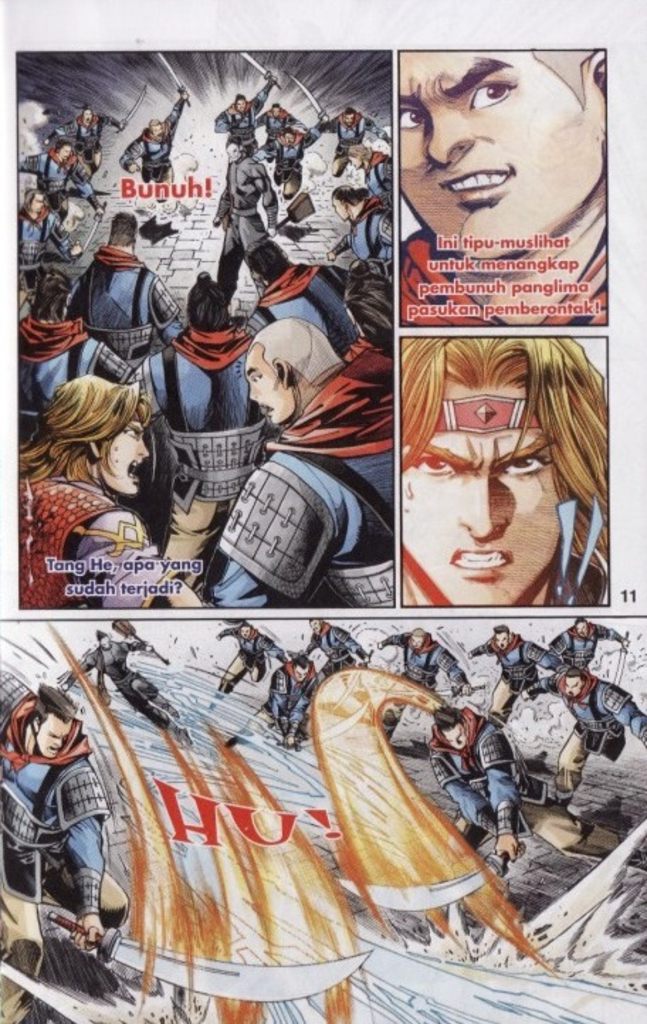 Bunuh!
Tang He, apa yang
sudah terjadi?
Ini tipu-muslihat
untuk menangkap
pembunuh panglima
pasukan pemberontak!
11
HU!